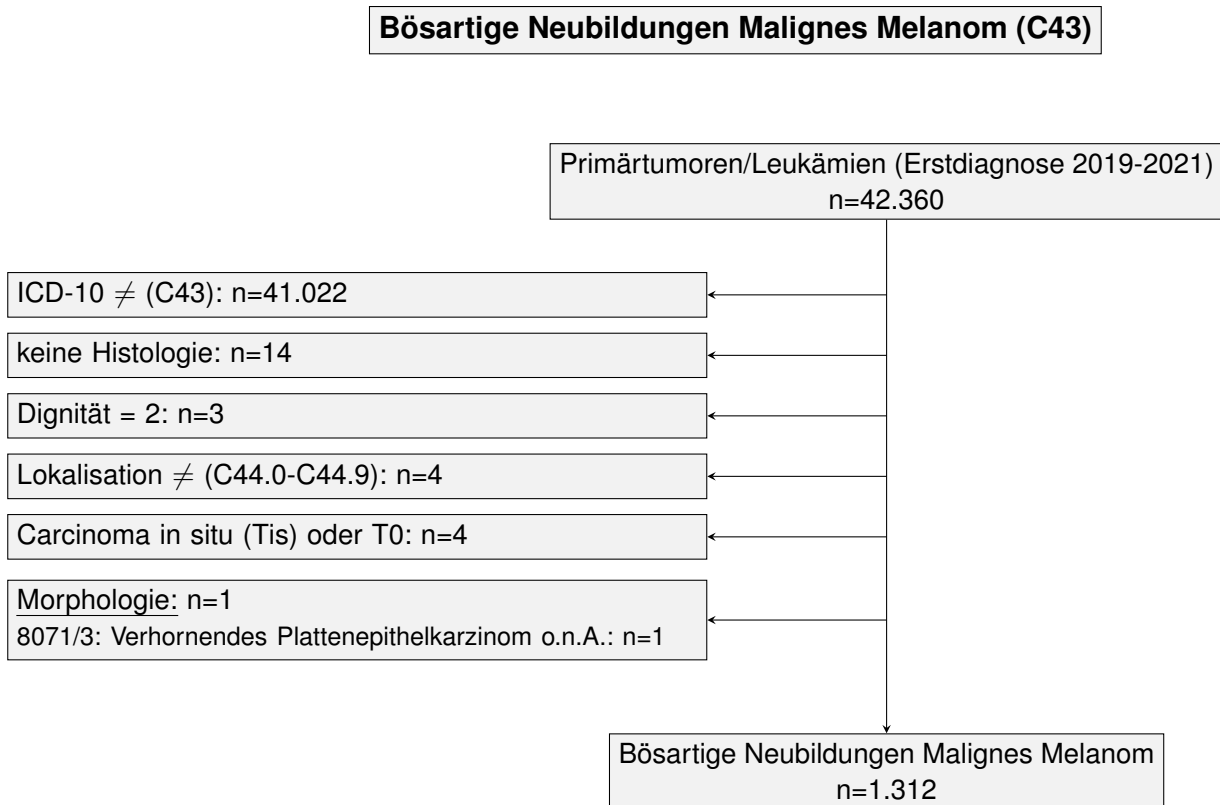 Bösartige Neubildungen Malignes Melanom (C43)
Primärtumoren/Leukämien (Erstdiagnose 2019-2021)
n=42.360
ICD-10 ≠ (C43): n=41.022
keine Histologie: n=14
Dignität = 2: n=3
Lokalisation ≠ (C44.0-C44.9): n=4
Carcinoma in situ (Tis) oder T0: n=4
Morphologie: n=1
8071/3: Verhornendes Plattenepithelkarzinom o.n.A.: n=1
Bösartige Neubildungen Malignes Melanom
n=1.312